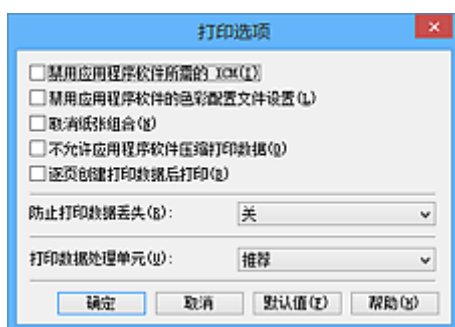 打印选项
禁用应用程序软件所需的 ICM(I)
禁用应用程序软件的色彩配置文件设置(L)
取消纸张组合(N)
不允许应用程序软件压缩打印数据(O)
逐页创建打印数据后打印(R)
防止打印数据丢失(B): 关
打印数据处理单元(U): 推荐
确定 取消 默认值(F) 帮助(H)